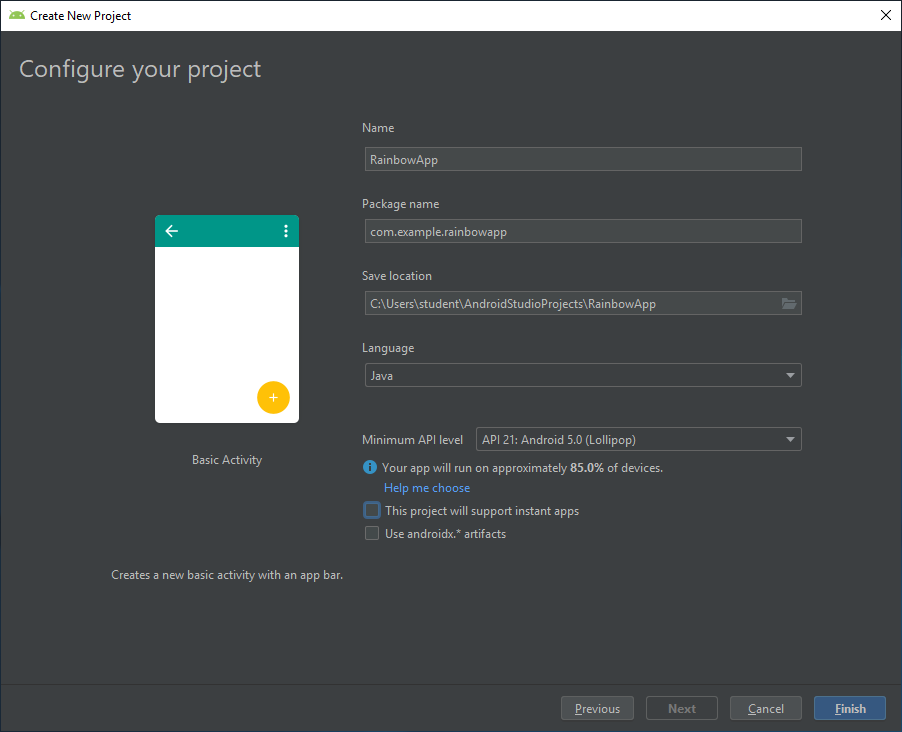 Create New Project
Configure your project
Name
RainbowApp
Package name
com.example.rainbowapp
Save location
C:\Users\student\AndroidStudioProjects\RainbowApp
Language
Java
Minimum API level API 21: Android 5.0 (Lollipop)
Your app will run on approximately 85.0% of devices.
Help me choose
This project will support instant apps
Use androidx.* artifacts
Basic Activity
Creates a new basic activity with an app bar.
Previous Next Cancel Finish